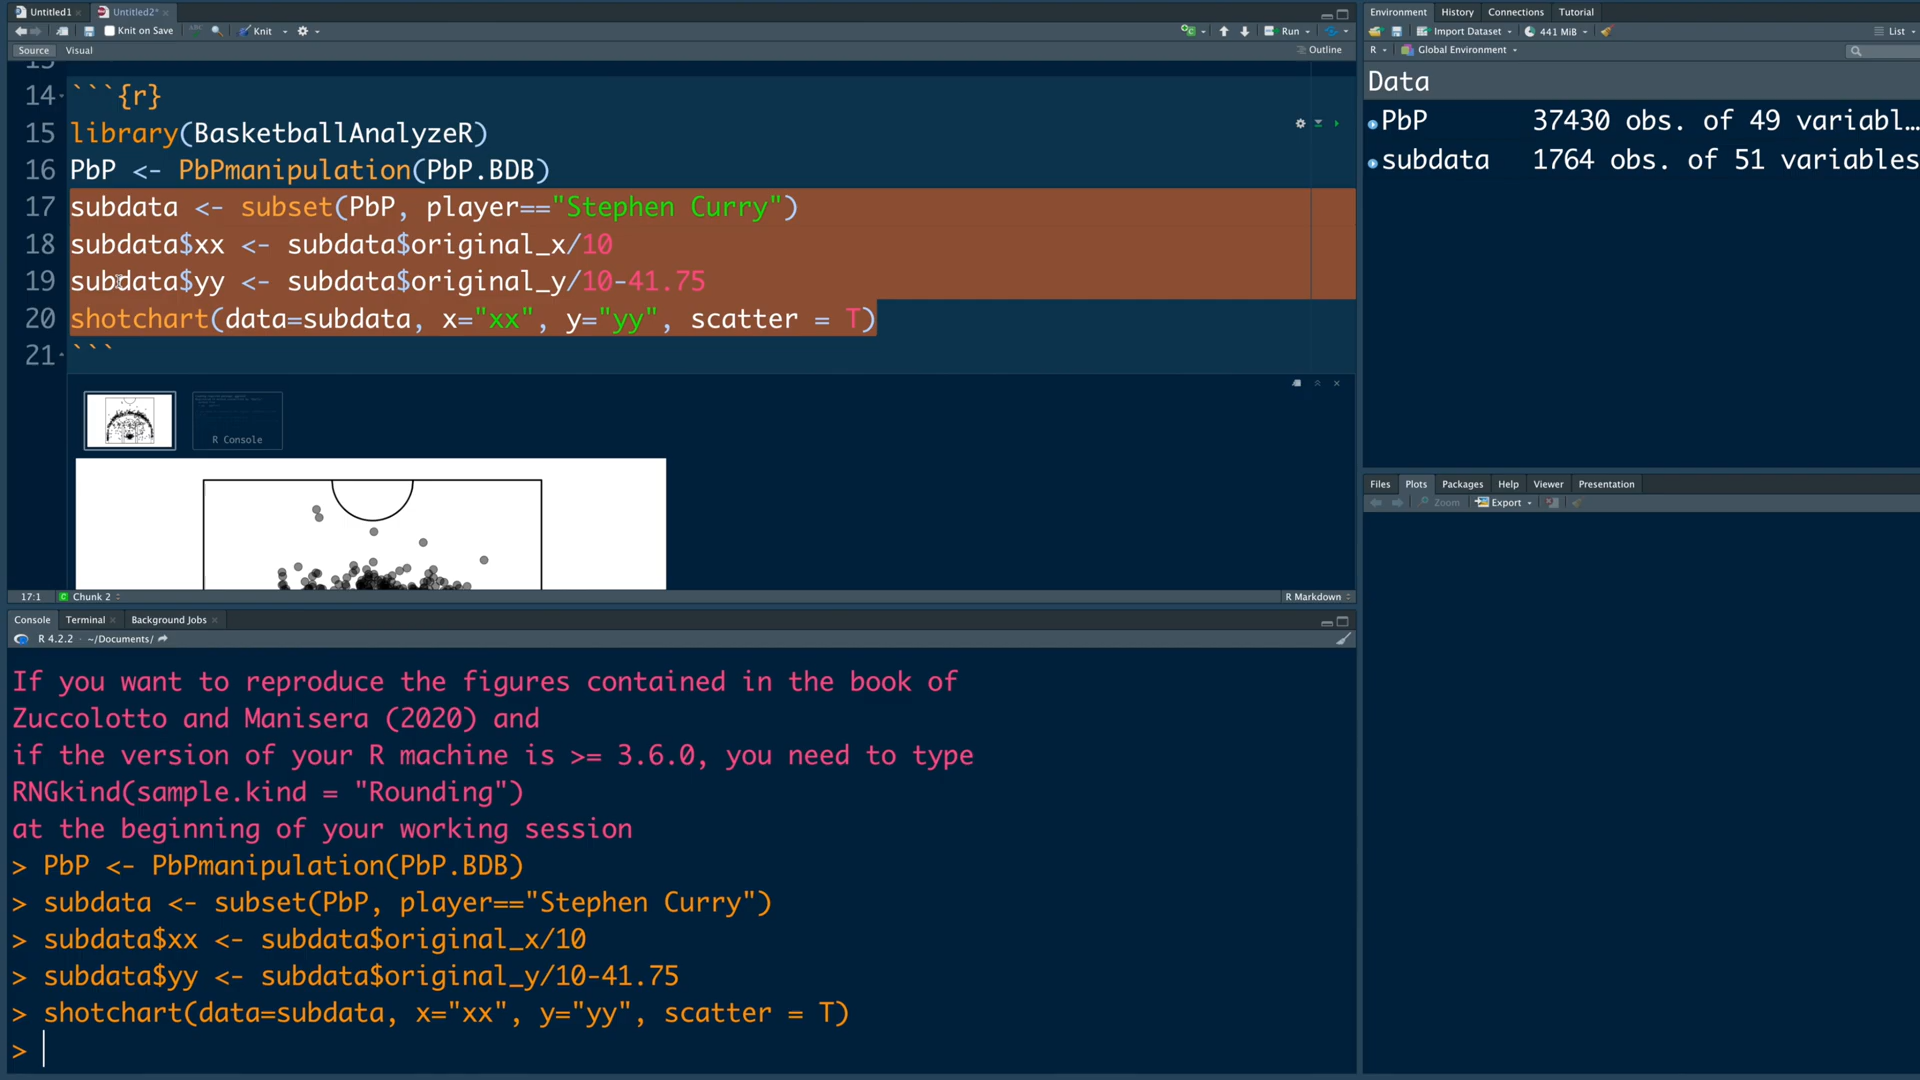 Untitled1
Untitled2*
Knit on Save
ABC
Knit
Run
Source
Visual
Outline
13
14 ```{r}
15 library(BasketballAnalyzeR)
16 PbP <- PbPmanipulation(PbP.BDB)
17 subdata <- subset(PbP, player=="Stephen Curry")
18 subdata$xx <- subdata$original_x/10
19 subdata$yy <- subdata$original_y/10-41.75
20 shotchart(data=subdata, x="xx", y="yy", scatter = T)
21 ```
R Console
17:1
Chunk 2
R Markdown
Console
Terminal
Background Jobs
R 4.2.2 · ~/Documents/
If you want to reproduce the figures contained in the book of
Zuccolotto and Manisera (2020) and
if the version of your R machine is >= 3.6.0, you need to type
RNGkind(sample.kind = "Rounding")
at the beginning of your working session
> PbP <- PbPmanipulation(PbP.BDB)
> subdata <- subset(PbP, player=="Stephen Curry")
> subdata$xx <- subdata$original_x/10
> subdata$yy <- subdata$original_y/10-41.75
> shotchart(data=subdata, x="xx", y="yy", scatter = T)
>
Environment
History
Connections
Tutorial
Import Dataset
441 MiB
List
R
Global Environment
Data
PbP 37430 obs. of 49 variabl…
subdata 1764 obs. of 51 variables
Files
Plots
Packages
Help
Viewer
Presentation
Zoom
Export